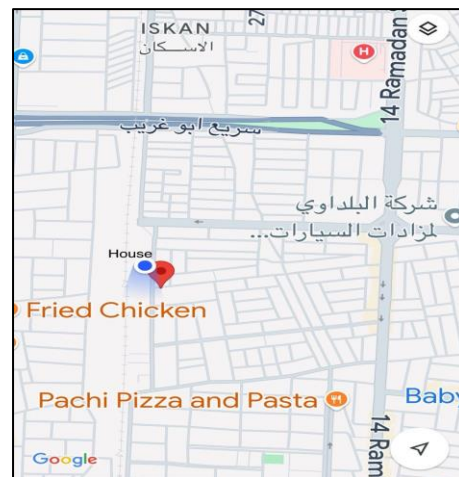 ISKAN
الاسكان
27
H
14 Ramadan
سريع ابو غريب
شركة البلداوي
لمزادات السيارات...
House
Fried Chicken
Pachi Pizza and Pasta
Baby
14 Ram
Google